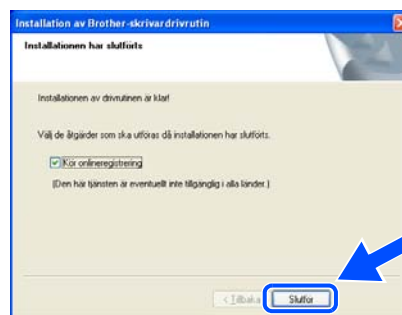 Installation av Brother-skrivardrivrutin
Installationen har slutförts
Installationen av drivrutinen är klar!
Välj de åtgärder som ska utföras då installationen har slutförts.
Kör onlineregistrering
(Den här tjänsten är eventuellt inte tillgänglig i alla länder.)
< Tillbaka
Slutför